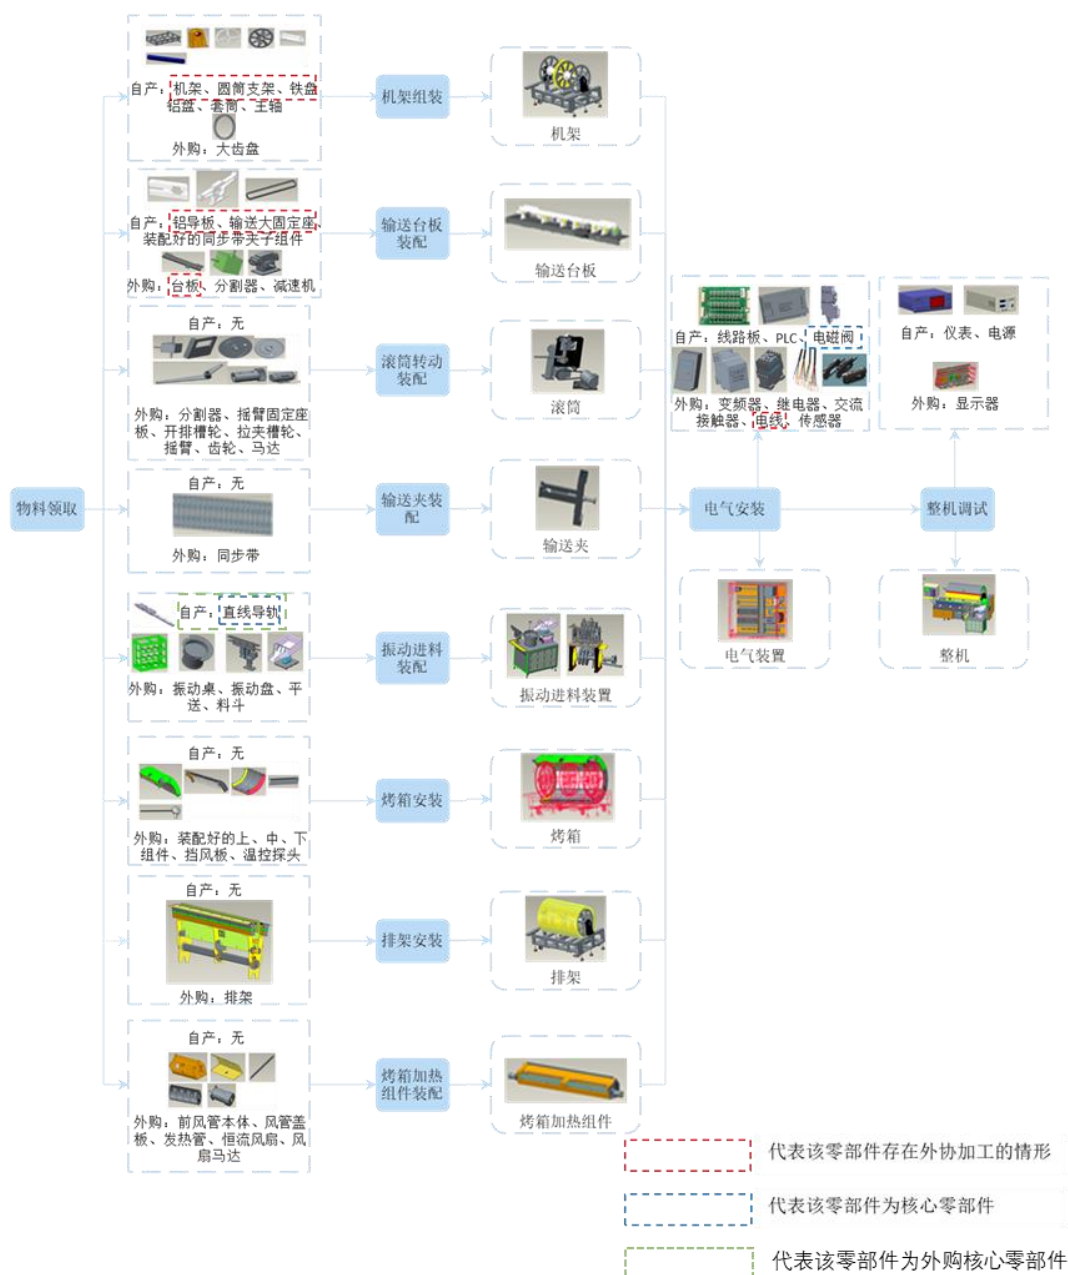 自产：机架、圆筒支架、铁盘
铝盘、套筒、主轴
外购：大齿盘
机架组装
机架
自产：铝导板、输送大固定座
装配好的同步带夹子组件
外购：台板、分割器、减速机
输送台板
装配
输送台板
自产：无
外购：分割器、摇臂固定座
板、开排槽轮、拉夹槽轮、
摇臂、齿轮、马达
滚筒转动
装配
滚筒
自产：线路板、PLC、电磁阀
外购：变频器、继电器、交流
接触器、电线、传感器
自产：仪表、电源
外购：显示器
物料领取
自产：无
外购：同步带
输送夹装
配
输送夹
电气安装
整机调试
电气装置
整机
自产：直线导轨
外购：振动桌、振动盘、平
送、料斗
振动进料
装配
振动进料装置
自产：无
外购：装配好的上、中、下
组件、挡风板、温控探头
烤箱安装
烤箱
自产：无
外购：排架
排架安装
排架
自产：无
外购：前风管本体、风管盖
板、发热管、恒流风扇、风
扇马达
烤箱加热
组件装配
烤箱加热组件
代表该零部件存在外协加工的情形
代表该零部件为核心零部件
代表该零部件为外购核心零部件